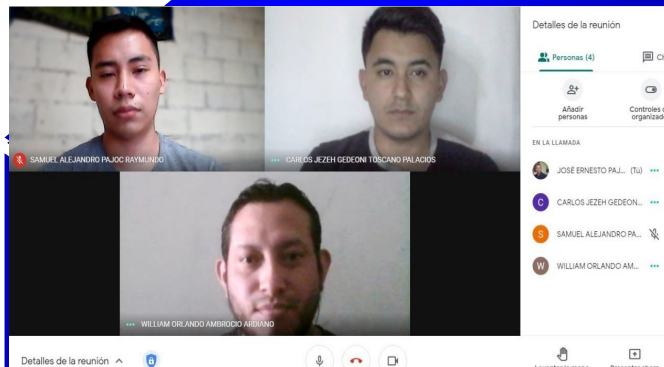 Detalles de la reunión
Personas (4)
Añadir
personas
EN LA LLAMADA
JOSÉ ERNESTO PAJ... (Tú)
C
CARLOS JEZEH GEDEON...
S
SAMUEL ALEJANDRO PA...
W
WILLIAM ORLANDO AM...
SAMUEL ALEJANDRO PAJOC RAYMUNDO
CARLOS JEZEH GEDEONI TOSCANO PALACIOS
WILLIAM ORLANDO AMBROCIO ARDIANO
Detalles de la reunión